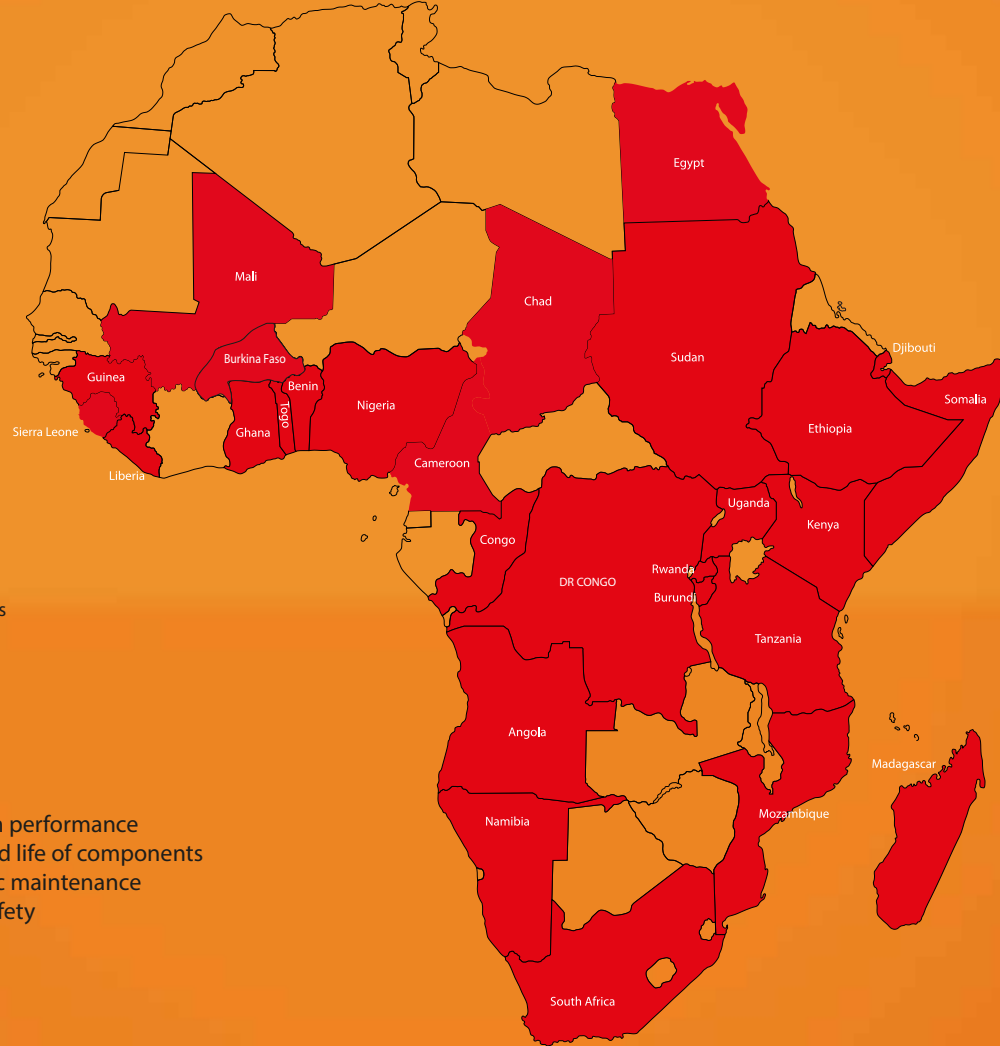 Egypt
Mali
Chad
Djibouti
Sudan
Burkina Faso
Guinea
Benin
Somalia
Nigeria
Togo
Ethiopia
Sierra Leone
Ghana
Cameroon
Liberia
Uganda
Kenya
Congo
Rwanda
DR CONGO
Burundi
s
Tanzania
Angola
Madagascar
Mozambique
Namibia
n performance
d life of components
c maintenance
fety
South Africa